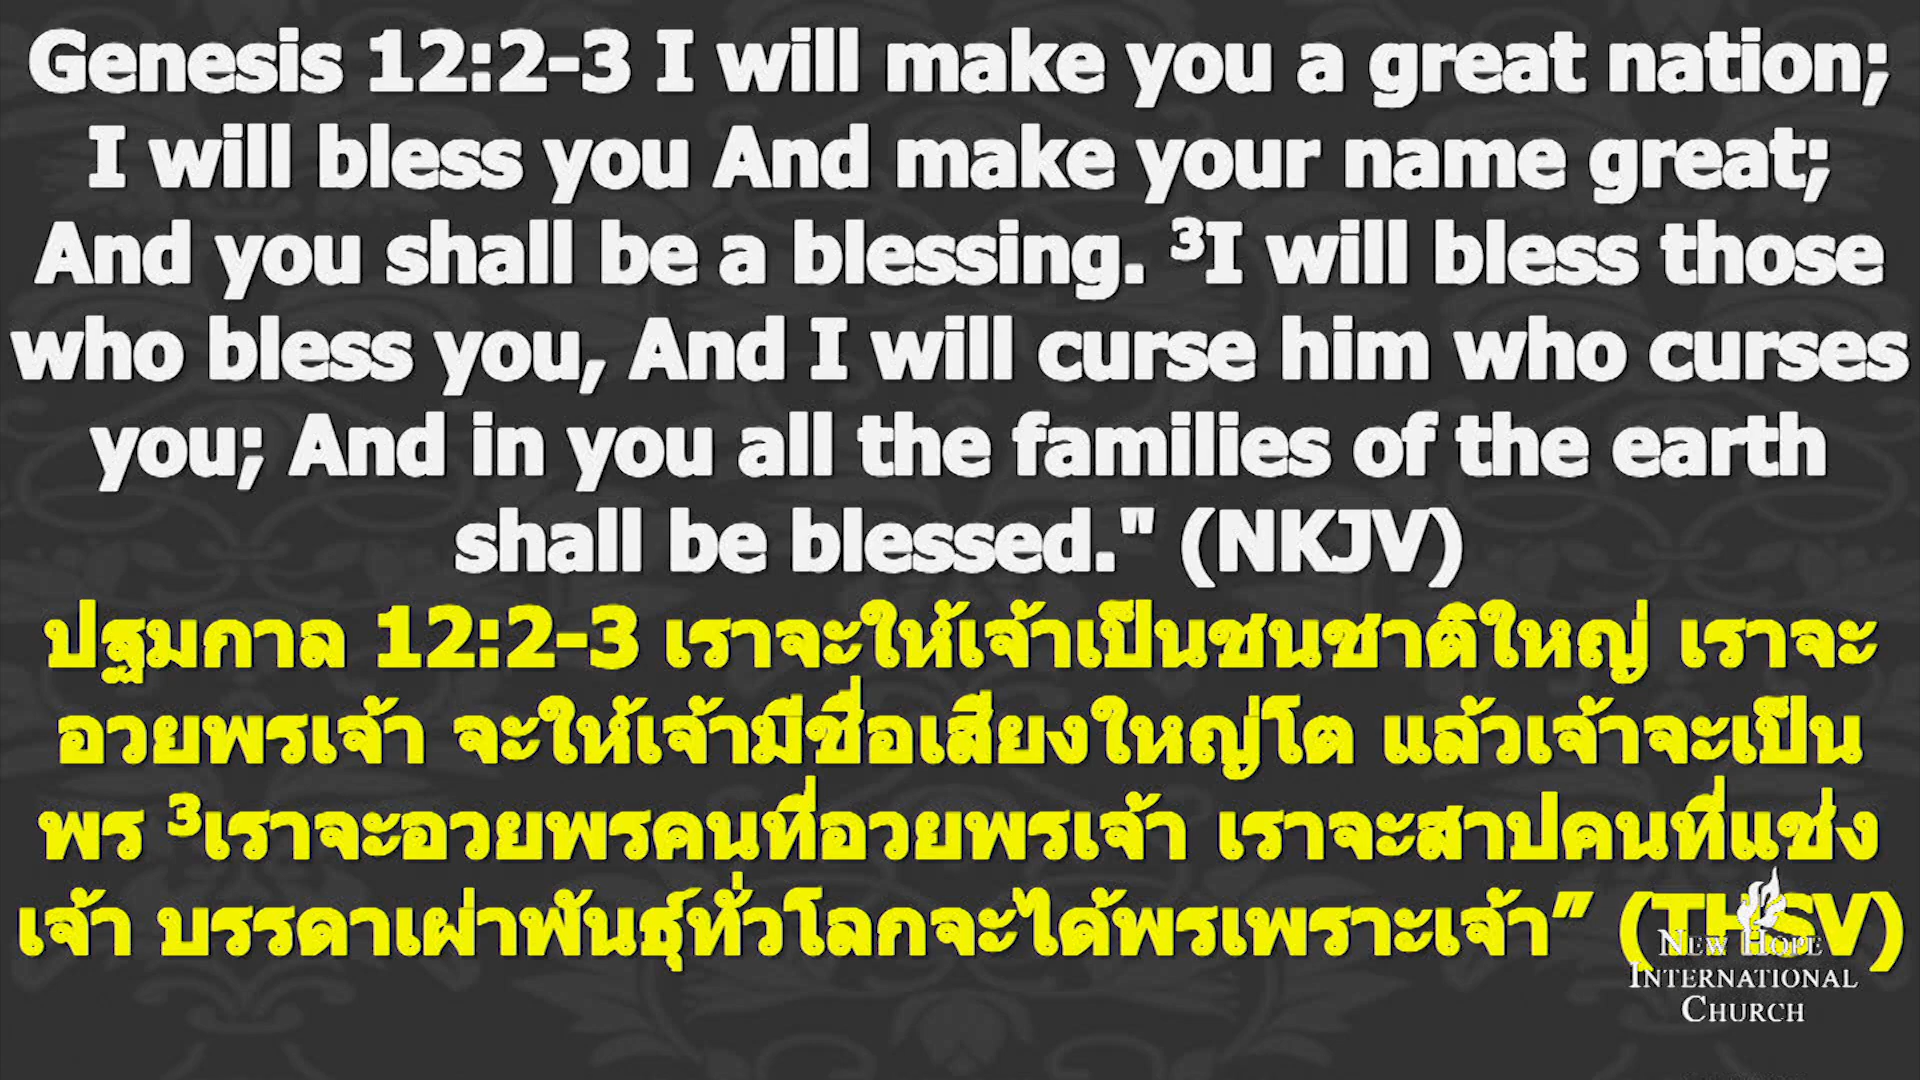 Genesis 12:2-3 I will make you a great nation;
I will bless you And make your name great;
And you shall be a blessing. ³I will bless those
who bless you, And I will curse him who curses
you; And in you all the families of the earth
shall be blessed." (NKJV)
ปฐมกาล 12:2-3 เราจะให้เจ้าเป็นชนชาติใหญ่ เราจะ
อวยพรเจ้า จะให้เจ้ามีชื่อเสียงใหญ่โต แล้วเจ้าจะเป็น
พร ³เราจะอวยพรคนที่อวยพรเจ้า เราจะสาปคนที่แช่ง
เจ้า บรรดาเผ่าพันธุ์ทั่วโลกจะได้พรเพราะเจ้า” (THSV)
NEW HOPE
INTERNATIONAL
CHURCH